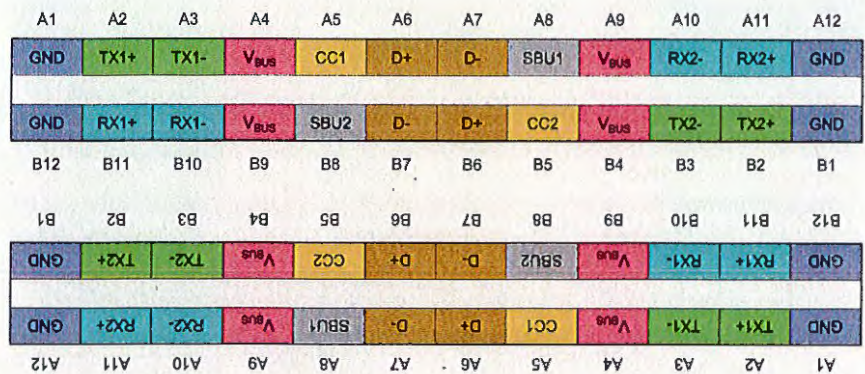 A1 A2 A3 A4 A5 A6 A7 A8 A9 A10 A11 A12
GND TX1+ TX1- VBUS CC1 D+ D- SBU1 VBUS RX2- RX2+ GND
GND RX1+ RX1- VBUS SBU2 D- D+ CC2 VBUS TX2- TX2+ GND
B12 B11 B10 B9 B8 B7 B6 B5 B4 B3 B2 B1
B1 B2 B3 B4 B5 B6 B7 B8 B9 B10 B11 B12
GND TX2+ TX2- VBUS CC2 D+ D- SBU2 VBUS RX1- RX1+ GND
GND RX2+ RX2- VBUS SBU1 D- D+ CC1 VBUS TX1- TX1+ GND
A12 A11 A10 A9 A8 A7 A6 A5 A4 A3 A2 A1